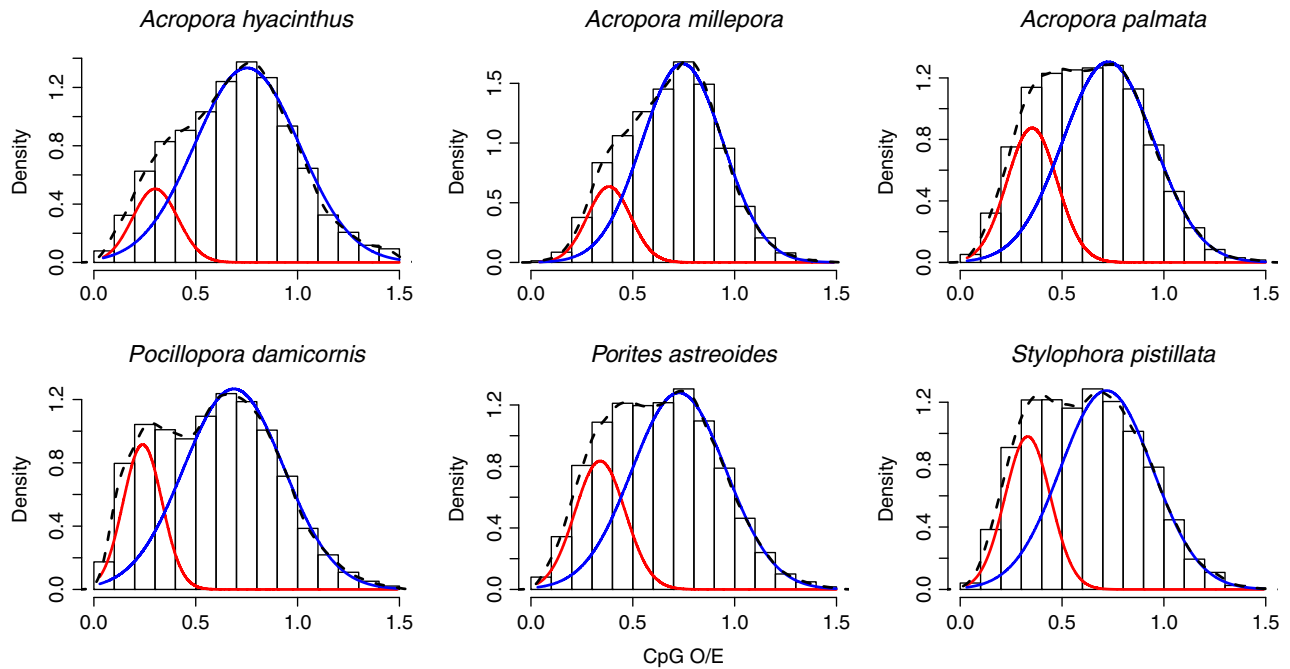 Acropora hyacinthus
Acropora millepora
Acropora palmata
Density
0.0 0.4 0.8 1.2
0.0 0.5 1.0 1.5
Density
0.0 0.5 1.0 1.5
0.0 0.5 1.0 1.5
Density
0.0 0.4 0.8 1.2
0.0 0.5 1.0 1.5
Pocillopora damicornis
Porites astreoides
Stylophora pistillata
Density
0.0 0.4 0.8 1.2
0.0 0.5 1.0 1.5
Density
0.0 0.4 0.8 1.2
0.0 0.5 1.0 1.5
Density
0.0 0.4 0.8 1.2
0.0 0.5 1.0 1.5
CpG O/E